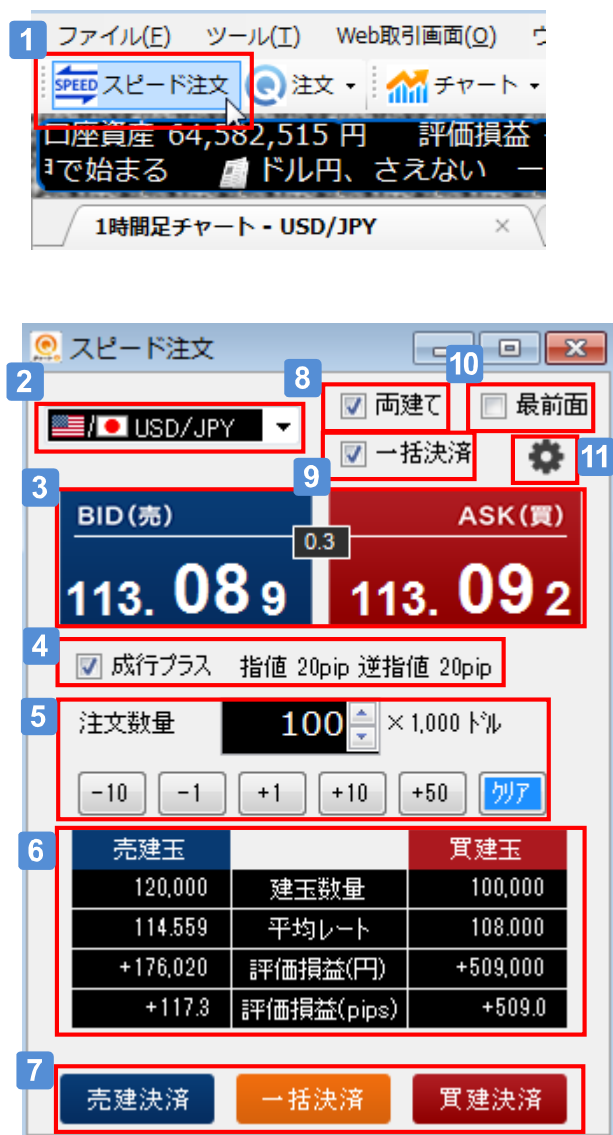 1
ファイル(F) ツール(T) Web取引画面(O)
SPEED スピード注文 注文 チャート
口座資産 64,582,515 円 評価損益
で始まる ドル円、さえない 一
1時間足チャート - USD/JPY ×
スピード注文
2 8 10
USD/JPY 両建て 最前面
一括決済 11
9
3
BID(売) ASK(買)
0.3
113. 08 9 113. 09 2
4
成行プラス 指値 20pip 逆指値 20pip
5
注文数量 100 ×1,000 ドル
-10 -1 +1 +10 +50 クリア
6
売建玉 買建玉
120,000 建玉数量 100,000
114.559 平均レート 108.000
+176,020 評価損益(円) +509,000
+117.3 評価損益(pips) +509.0
7
売建決済 一括決済 買建決済